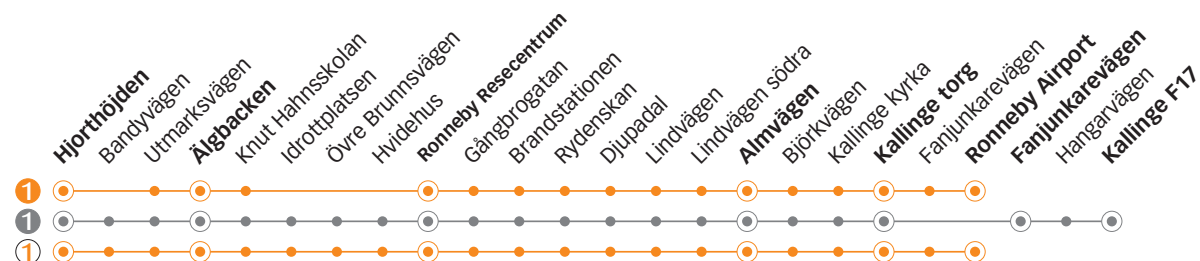 Hjorthöjden
Bandyvägen
Utmarksvägen
Älgbacken
Knut Hahnsskolan
Idrottplatsen
Övre Brunnsvägen
Hvidehus
Ronneby Resecentrum
Gångbrogatan
Brandstationen
Rydenskan
Djupadal
Lindvägen
Lindvägen södra
Almvägen
Björkvägen
Kallinge Kyrka
Kallinge torg
Fanjunkarevägen
Ronneby Airport
Fanjunkarevägen
Hangarvägen
Kallinge F17
1
1
1